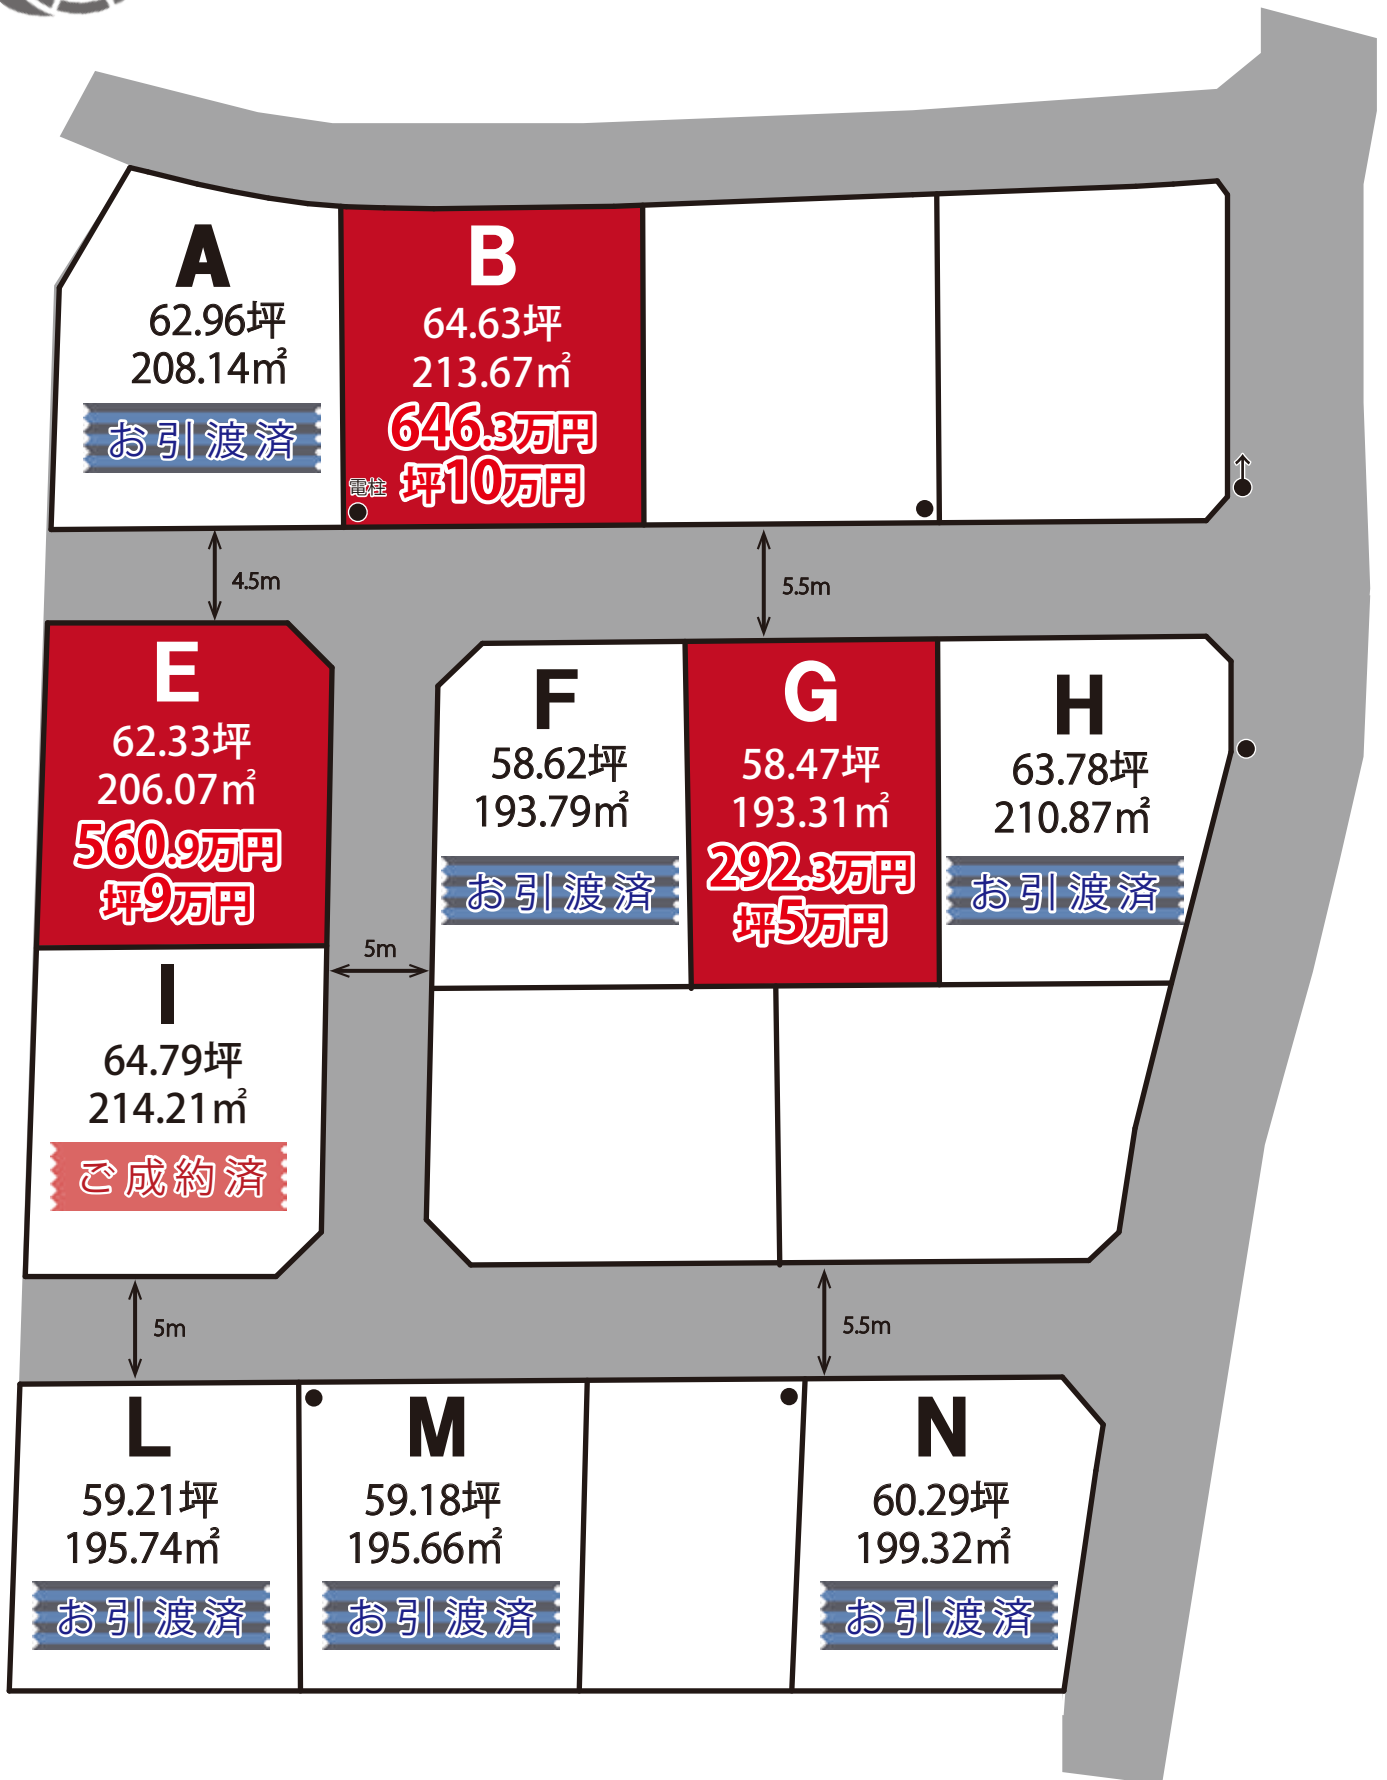 A
62.96坪
208.14㎡
お引渡済
B
64.63坪
213.67㎡
646.3万円
坪10万円
電柱
4.5m
5.5m
E
62.33坪
206.07㎡
560.9万円
坪9万円
F
58.62坪
193.79㎡
お引渡済
G
58.47坪
193.31㎡
292.3万円
坪5万円
H
63.78坪
210.87㎡
お引渡済
5m
I
64.79坪
214.21㎡
ご成約済
5m
5.5m
L
59.21坪
195.74㎡
お引渡済
M
59.18坪
195.66㎡
お引渡済
N
60.29坪
199.32㎡
お引渡済